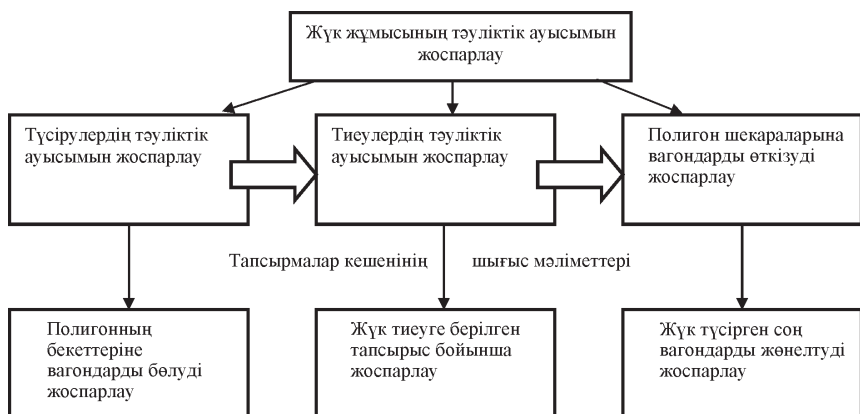 Жүк жұмысының тәуліктік ауысымын
жоспарлау
Түсірулердің тәуліктік
ауысымын жоспарлау
Тиеулердің тәуліктік
ауысымын жоспарлау
Полигон шекараларына
вагондарды өткізуді
жоспарлау
Тапсырмалар кешенінің шығыс мәліметтері
Полигонның
бекеттеріне
вагондарды бөлуді
жоспарлау
Жүк тиеуге берілген
тапсырыс бойынша
жоспарлау
Жүк түсірген соң
вагондарды жөнелтуді
жоспарлау